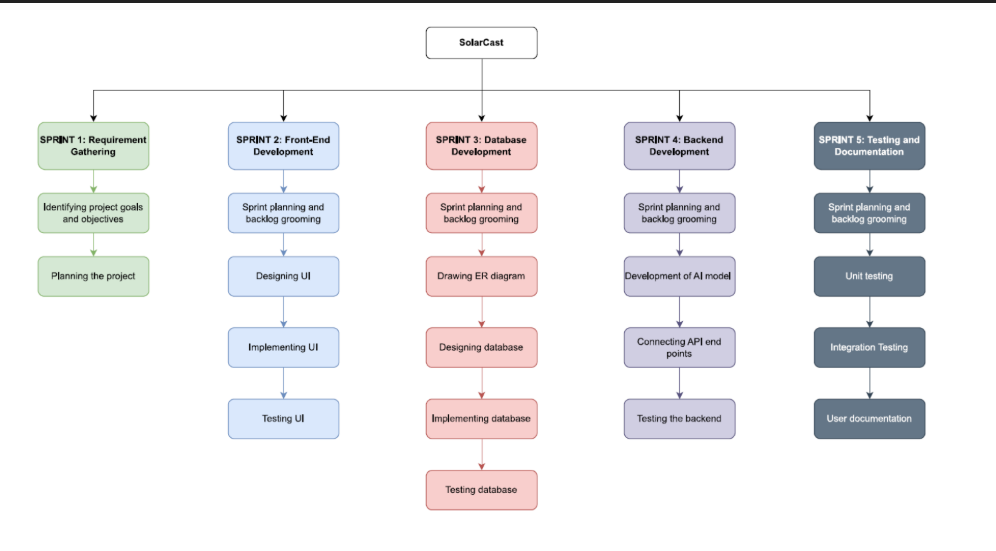 SolarCast
SPRINT 1: Requirement
Gathering
Identifying project goals
and objectives
Planning the project
SPRINT 2: Front-End
Development
Sprint planning and
backlog grooming
Designing UI
Implementing UI
Testing UI
SPRINT 3: Database
Development
Sprint planning and
backlog grooming
Drawing ER diagram
Designing database
Implementing database
Testing database
SPRINT 4: Backend
Development
Sprint planning and
backlog grooming
Development of AI model
Connecting API end
points
Testing the backend
SPRINT 5: Testing and
Documentation
Sprint planning and
backlog grooming
Unit testing
Integration Testing
User documentation